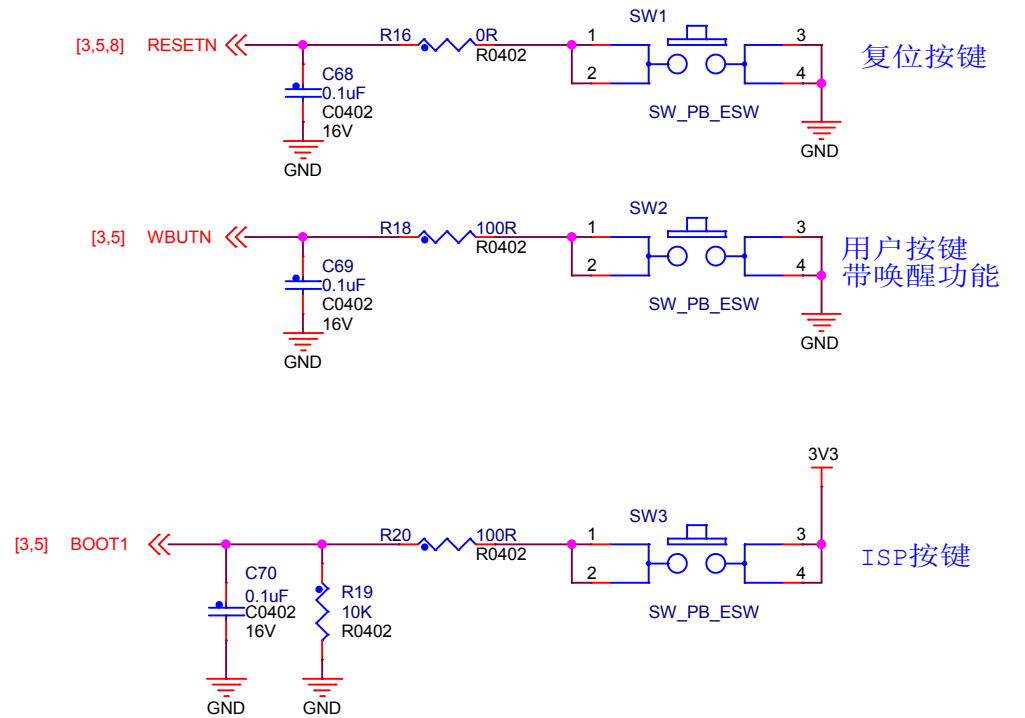 SW1
[3,5,8] RESETN R16 0R 1 3 复位按键
R0402
C68 2 4
0.1uF
C0402 SW_PB_ESW
16V
GND
GND
SW2
[3,5] WBUTN R18 100R 1 3 用户按键
R0402
C69 2 4 带唤醒功能
0.1uF
C0402 SW_PB_ESW
16V
GND
GND
3V3
SW3
[3,5] BOOT1 R20 100R 1 3
R0402 ISP按键
C70 2 4
0.1uF R19
C0402 10K SW_PB_ESW
16V R0402
GND GND